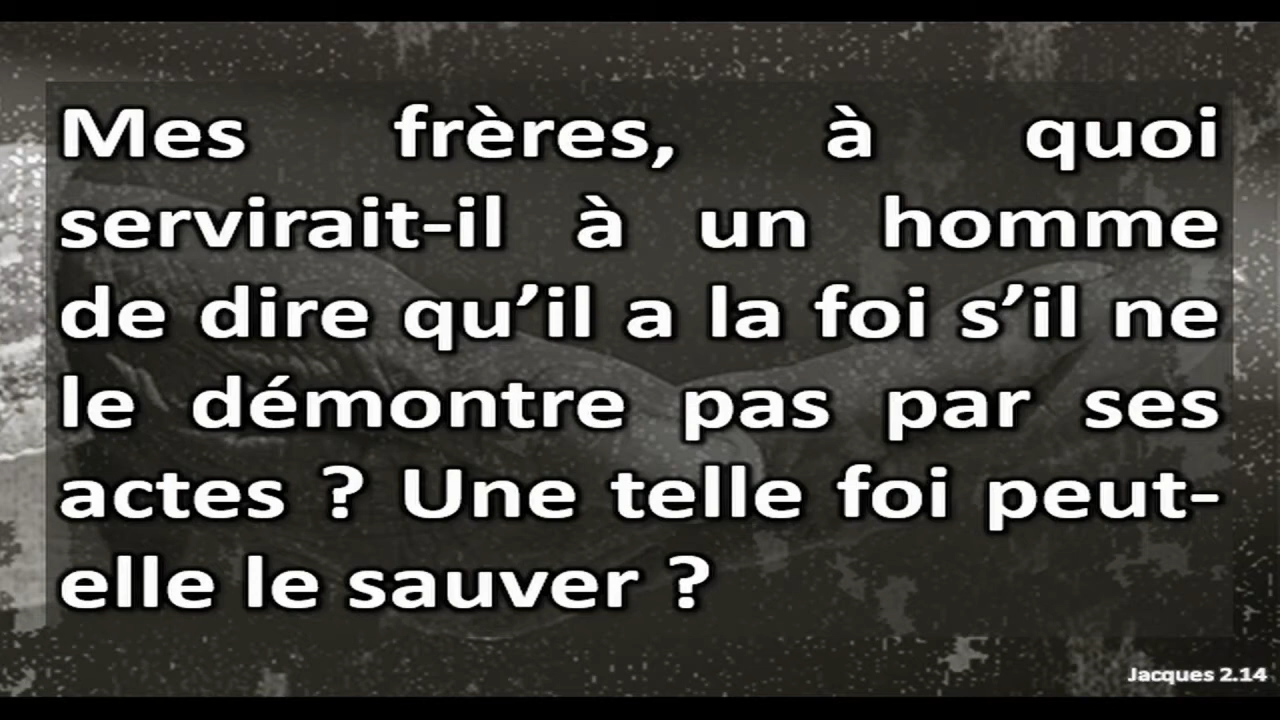 Mes frères, à quoi
servirait-il à un homme
de dire qu’il a la foi s’il ne
le démontre pas par ses
actes ? Une telle foi peut-
elle le sauver ?
Jacques 2.14